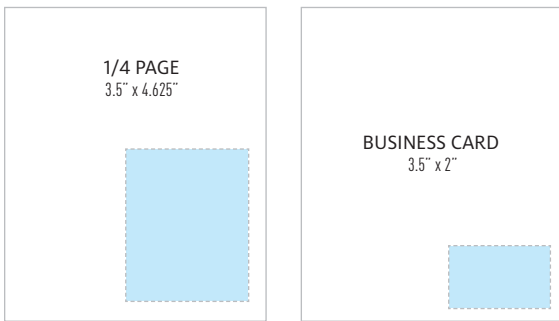 1/4 PAGE
3.5¨ x 4.625¨
BUSINESS CARD
3.5¨ x 2¨